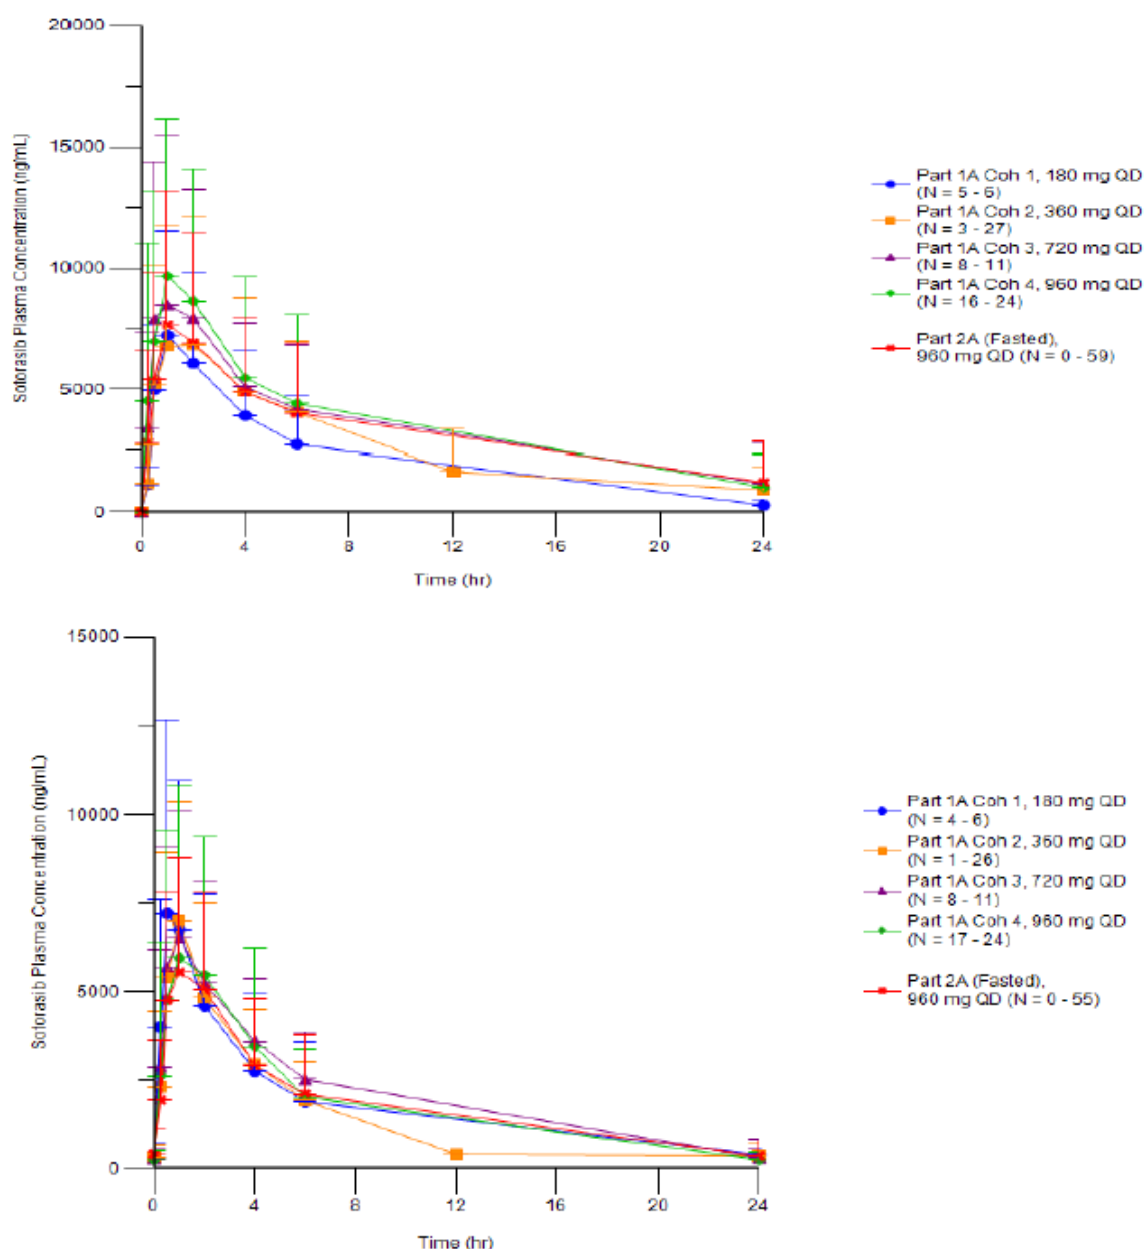 20000
15000
10000
5000
0
Sotorasib Plasma Concentration (ng/mL)
0 4 8 12 16 20 24
Time (hr)
Part 1A Coh 1, 180 mg QD
(N = 5 - 6)
Part 1A Coh 2, 360 mg QD
(N = 3 - 27)
Part 1A Coh 3, 720 mg QD
(N = 8 - 11)
Part 1A Coh 4, 960 mg QD
(N = 16 - 24)
Part 2A (Fasted),
960 mg QD (N = 0 - 59)
15000
10000
5000
0
Sotorasib Plasma Concentration (ng/mL)
0 4 8 12 16 20 24
Time (hr)
Part 1A Coh 1, 180 mg QD
(N = 4 - 6)
Part 1A Coh 2, 360 mg QD
(N = 1 - 26)
Part 1A Coh 3, 720 mg QD
(N = 8 - 11)
Part 1A Coh 4, 960 mg QD
(N = 17 - 24)
Part 2A (Fasted),
960 mg QD (N = 0 - 55)